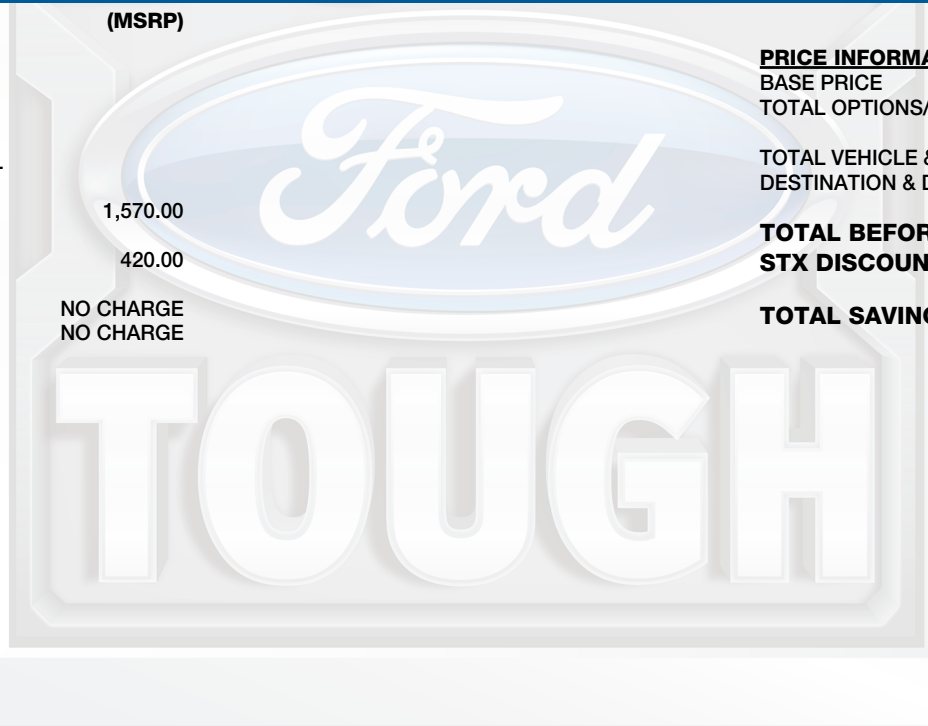 (MSRP)
1,570.00
420.00
NO CHARGE
NO CHARGE
PRICE INFORMA
BASE PRICE
TOTAL OPTIONS/
TOTAL VEHICLE &
DESTINATION & D
TOTAL BEFOR
STX DISCOUN
TOTAL SAVING
Ford
TOUGH